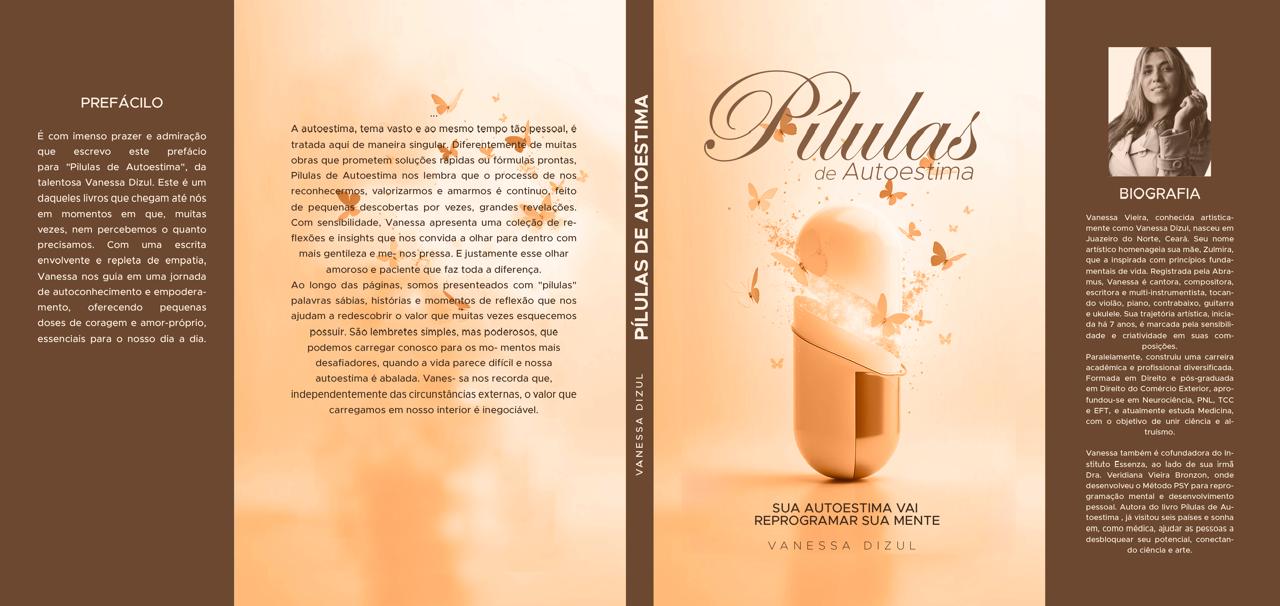 PREFÁCILO
É com imenso prazer e admiração
que escrevo este prefácio
para "Pilulas de Autoestima", da
talentosa Vanessa Dizul. Este é um
daqueles livros que chegam até nós
em momentos em que, muitas
vezes, nem percebemos o quanto
precisamos. Com uma escrita
envolvente e repleta de empatia,
Vanessa nos guia em uma jornada
de autoconhecimento e empodera-
mento, oferecendo pequenas
doses de coragem e amor-próprio,
essenciais para o nosso dia a dia.
...
A autoestima, tema vasto e ao mesmo tempo tão pessoal, é
tratada aqui de maneira singular. Diferentemente de muitas
obras que prometem soluções rápidas ou fórmulas prontas,
Pilulas de Autoestima nos lembra que o processo de nos
reconhecermos, valorizarmos e amarmos é contínuo, feito
de pequenas descobertas por vezes, grandes revelações.
Com sensibilidade, Vanessa apresenta uma coleção de re-
flexões e insights que nos convida a olhar para dentro com
mais gentileza e me- nos pressa. E justamente esse olhar
amoroso e paciente que faz toda a diferença.
Ao longo das páginas, somos presenteados com "pilulas"
palavras sábias, histórias e momentos de reflexão que nos
ajudam a redescobrir o valor que muitas vezes esquecemos
possuir. São lembretes simples, mas poderosos, que
podemos carregar conosco para os mo- mentos mais
desafiadores, quando a vida parece difícil e nossa
autoestima é abalada. Vanes- sa nos recorda que,
independentemente das circunstâncias externas, o valor que
carregamos em nosso interior é inegociável.
PÍLULAS DE AUTOESTIMA
VANESSA DIZUL
Pílulas
de Autoestima
SUA AUTOESTIMA VAI
REPROGRAMAR SUA MENTE
VANESSA DIZUL
BIOGRAFIA
Vanessa Vieira, conhecida artistica-
mente como Vanessa Dizul, nasceu em
Juazeiro do Norte, Ceará. Seu nome
artístico homenageia sua mãe, Zulmira,
que a inspirada com princípios funda-
mentais de vida. Registrada pela Abra-
mus, Vanessa é cantora, compositora,
escritora e multi-instrumentista, tocan-
do violão, piano, contrabaixo, guitarra
e ukulele. Sua trajetória artística, inicia-
da há 7 anos, é marcada pela sensibili-
dade e criatividade em suas com-
posições.
Paralelamente, construiu uma carreira
acadêmica e profissional diversificada.
Formada em Direito e pós-graduada
em Direito do Comércio Exterior, apro-
fundou-se em Neurociência, PNL, TCC
e EFT, e atualmente estuda Medicina,
com o objetivo de unir ciência e al-
truísmo.
Vanessa também é cofundadora do In-
stituto Essenza, ao lado de sua irmã
Dra. Veridiana Vieira Bronzon, onde
desenvolveu o Método PSY para repro-
gramação mental e desenvolvimento
pessoal. Autora do livro Pílulas de Au-
toestima , já visitou seis países e sonha
em, como médica, ajudar as pessoas a
desbloquear seu potencial, conectan-
do ciência e arte.